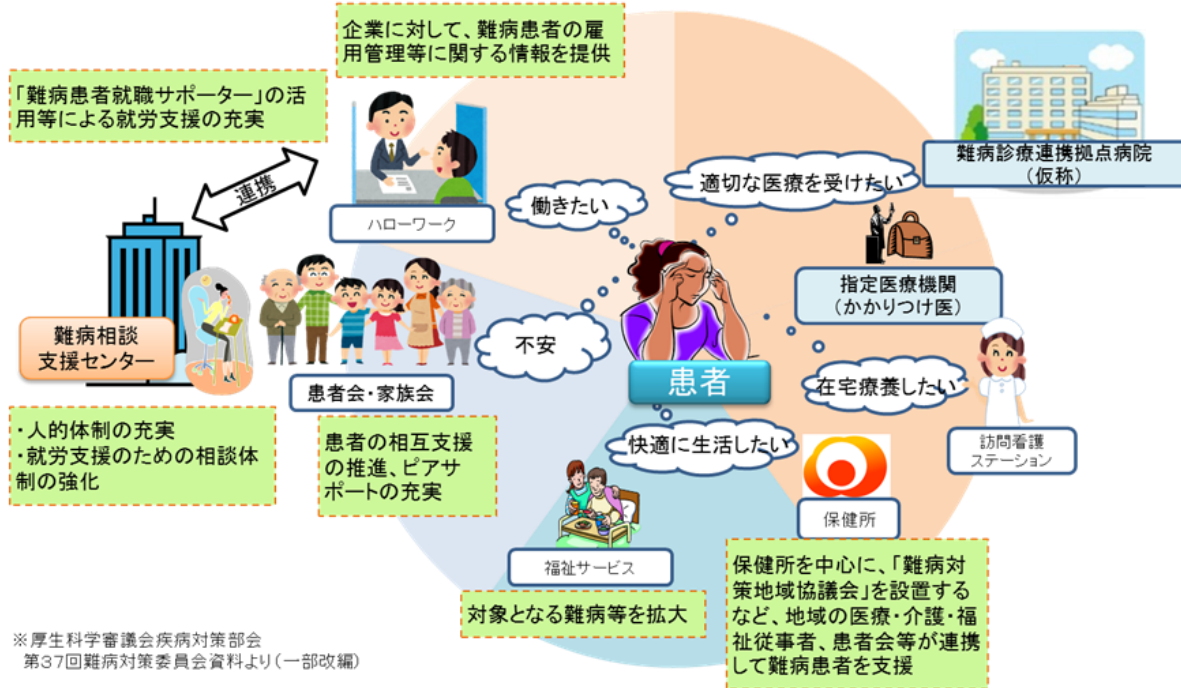 企業に対して、難病患者の雇
用管理等に関する情報を提供
「難病患者就職サポーター」の活
用等による就労支援の充実
連携
ハローワーク
働きたい
適切な医療を受けたい
難病診療連携拠点病院
（仮称）
指定医療機関
（かかりつけ医）
難病相談
支援センター
不安
患者
在宅療養したい
患者会・家族会
快適に生活したい
訪問看護
ステーション
・人的体制の充実
・就労支援のための相談体
制の強化
患者の相互支援
の推進、ピアサ
ポートの充実
保健所
福祉サービス
対象となる難病等を拡大
保健所を中心に、「難病対
策地域協議会」を設置する
など、地域の医療・介護・福
祉従事者、患者会等が連携
して難病患者を支援
※厚生科学審議会疾病対策部会
第37回難病対策委員会資料より（一部改編）